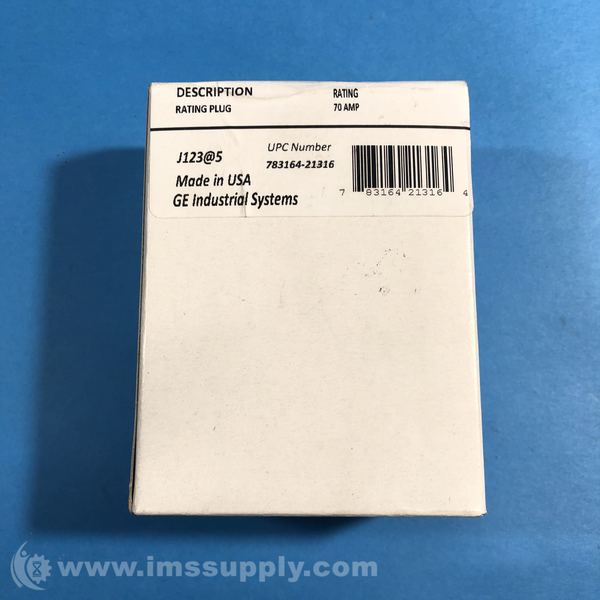 DESCRIPTION RATING
RATING PLUG 70 AMP
UPC Number
J123@5 783164-21316
Made in USA
GE Industrial Systems
7 83164 21316 4
www.imssupply.com